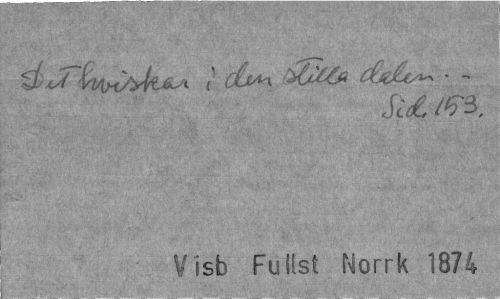 Det hviskar i den stilla dalen. --
Sid. 153.
Visb Fullst Norrk 1874